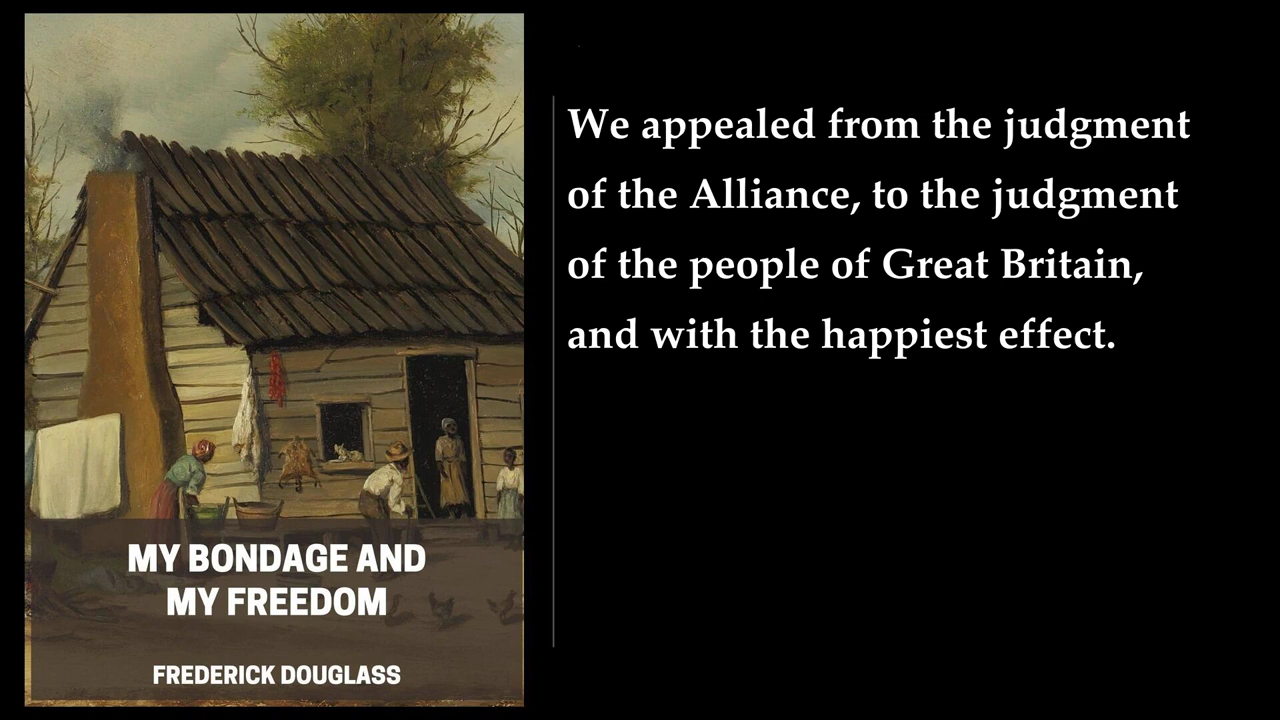 MY BONDAGE AND
MY FREEDOM
FREDERICK DOUGLASS
We appealed from the judgment
of the Alliance, to the judgment
of the people of Great Britain,
and with the happiest effect.